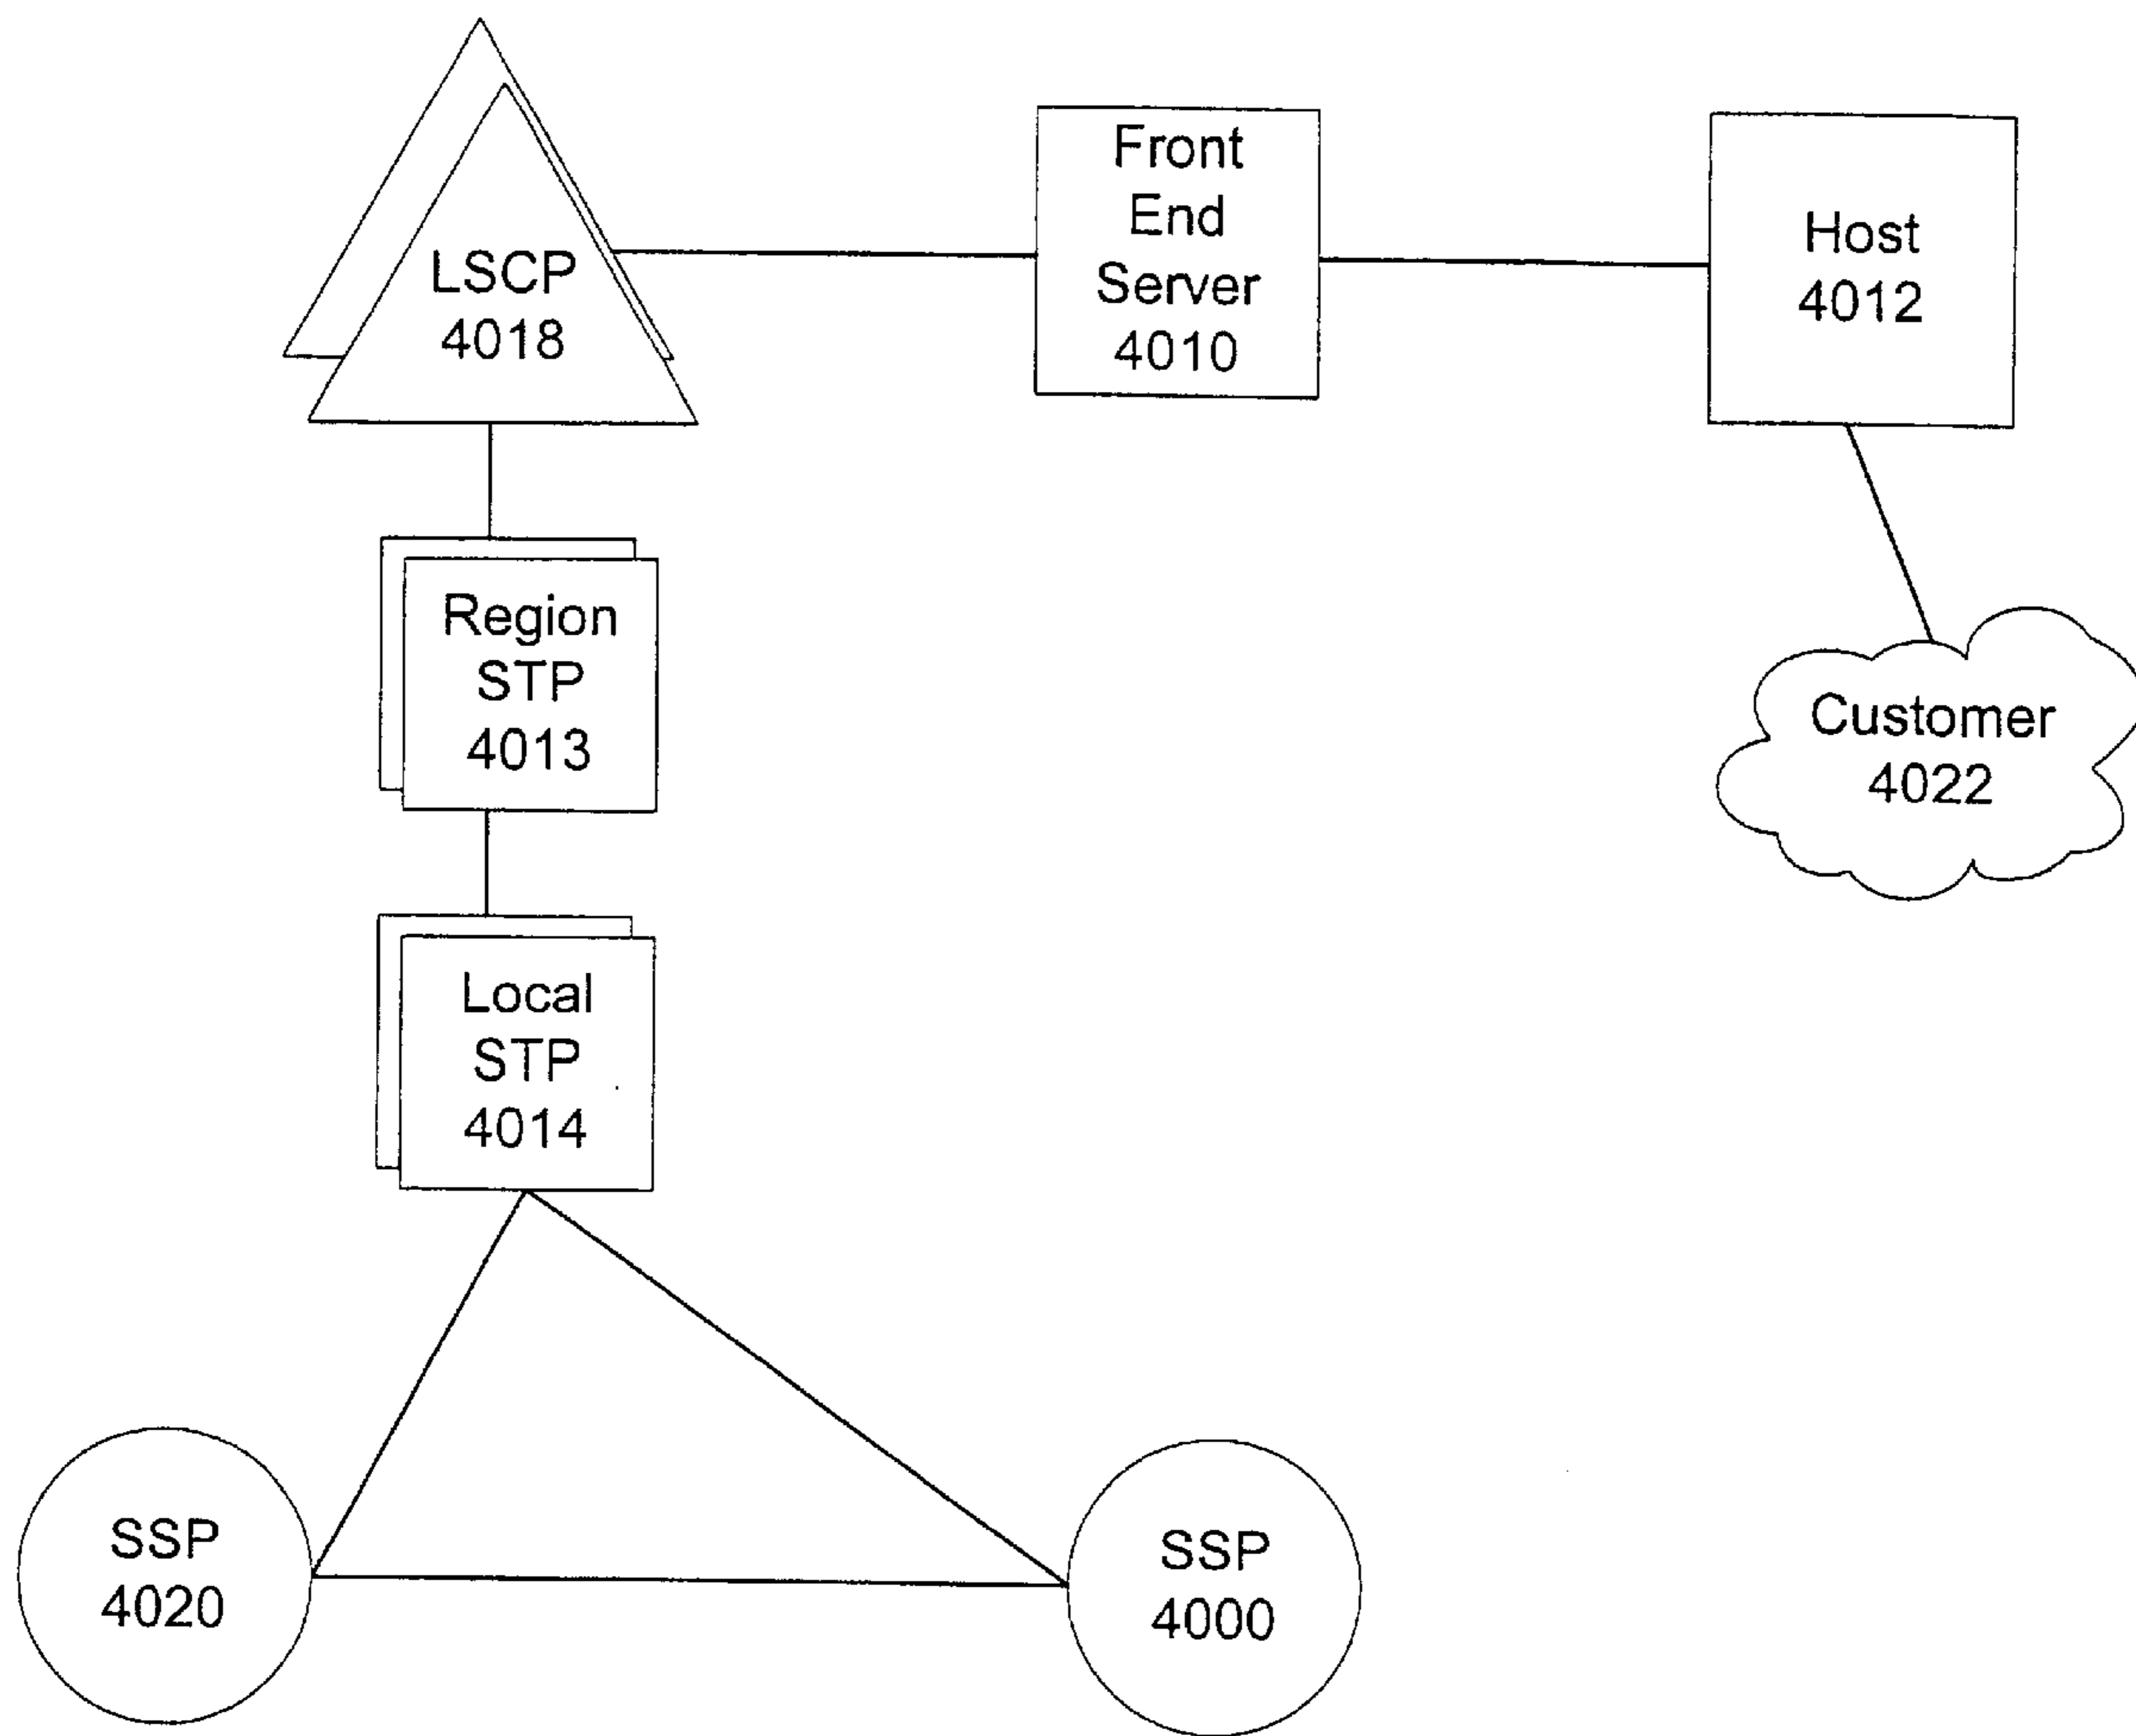 LSCP
4018
Front
End
Server
4010
Host
4012
Region
STP
4013
Customer
4022
Local
STP
4014
SSP
4020
SSP
4000